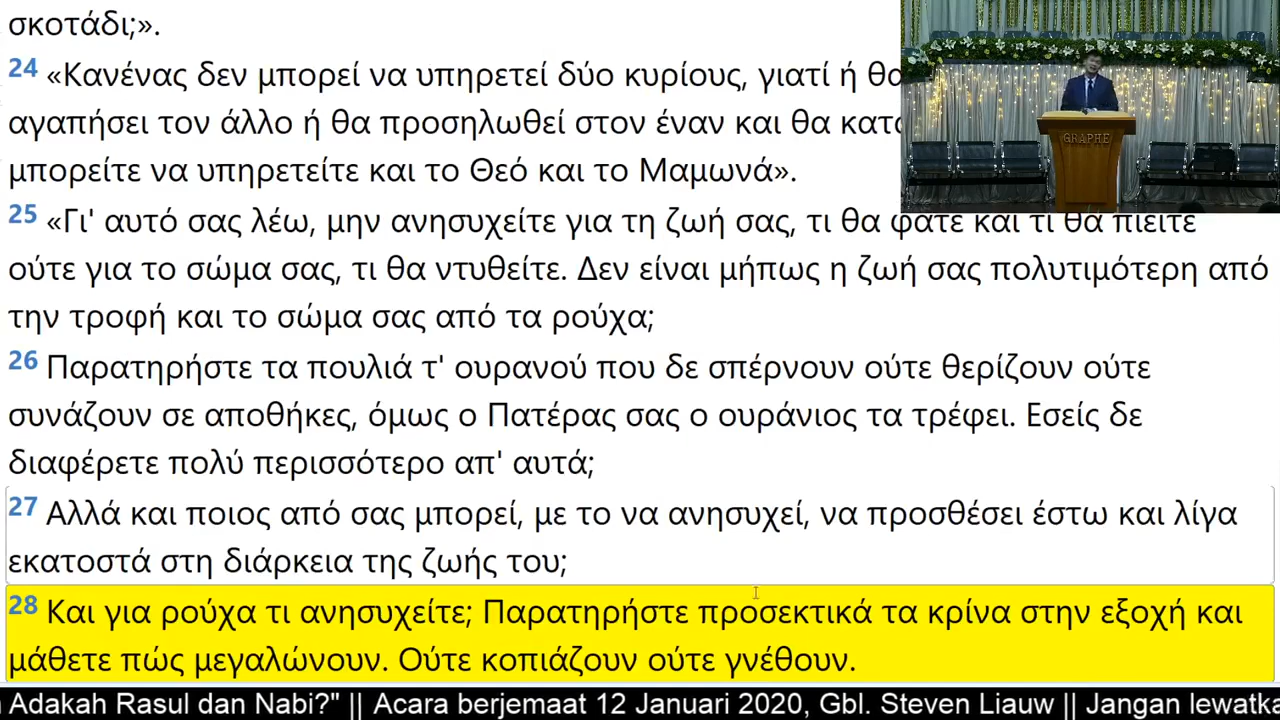 σκοτάδι;».
24 «Κανένας δεν μπορεί να υπηρετεί δύο κυρίους, γιατί ή
αγαπήσει τον άλλο ή θα προσηλωθεί στον έναν και θα
μπορείτε να υπηρετείτε και το Θεό και το Μαμωνά».
25 «Γι' αυτό σας λέω, μην ανησυχείτε για τη ζωή σας, τι θα φάτε και τι θα πιείτε
ούτε για το σώμα σας, τι θα ντυθείτε. Δεν είναι μήπως η ζωή σας πολυτιμότερη από
την τροφή και το σώμα σας από τα ρούχα;
26 Παρατηρήστε τα πουλιά τ' ουρανού που δε σπέρνουν ούτε θερίζουν ούτε
συνάζουν σε αποθήκες, όμως ο Πατέρας σας ο ουράνιος τα τρέφει. Εσείς δε
διαφέρετε πολύ περισσότερο απ' αυτά;
27 Αλλά και ποιος από σας μπορεί, με το να ανησυχεί, να προσθέσει έστω και λίγα
εκατοστά στη διάρκεια της ζωής του;
28 Και για ρούχα τι ανησυχείτε; Παρατηρήστε προσεκτικά τα κρίνα στην εξοχή και
μάθετε πώς μεγαλώνουν. Ούτε κοπιάζουν ούτε γνέθουν.
GRAPHE
Adakah Rasul dan Nabi?" || Acara berjemaat 12 Januari 2020, Gbl. Steven Liauw || Jangan